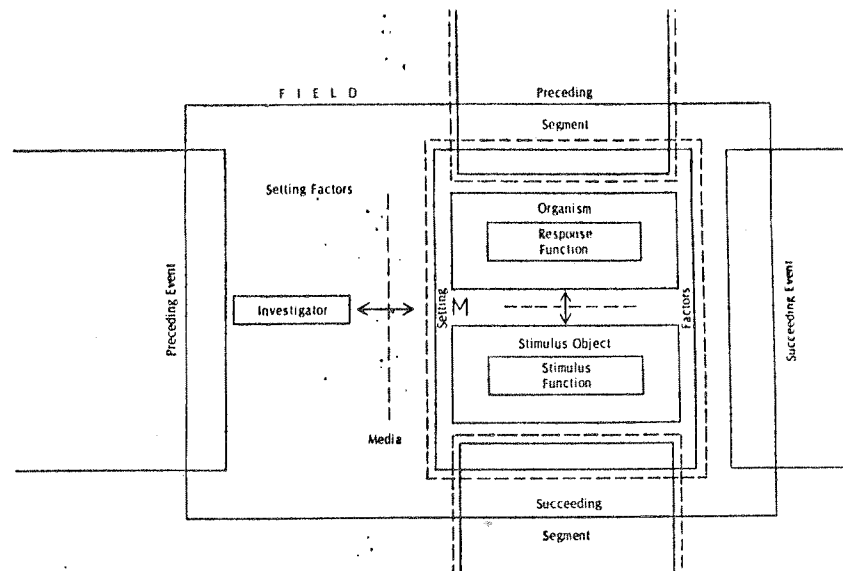 FIELD
Preceding
Segment
Setting Factors
Organism
Response
Function
Preceding Event
Investigator
Setting
M
Factors
Succeeding Event
Stimulus Object
Stimulus
Function
Media
Succeeding
Segment